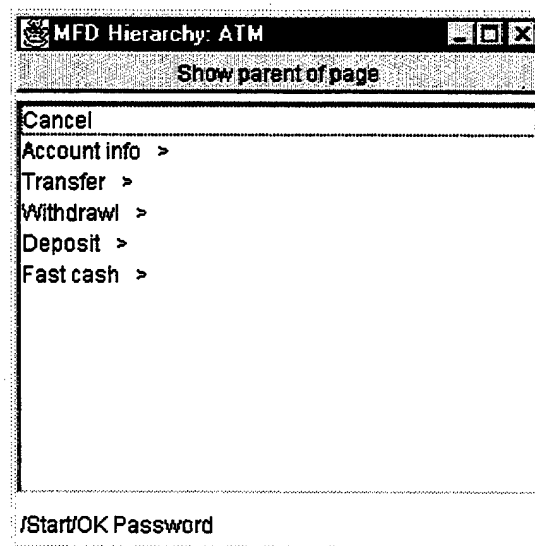 MFD Hierarchy: ATM
Show parent of page
Cancel
Account info >
Transfer >
Withdrawl >
Deposit >
Fast cash >
/Start/OK Password